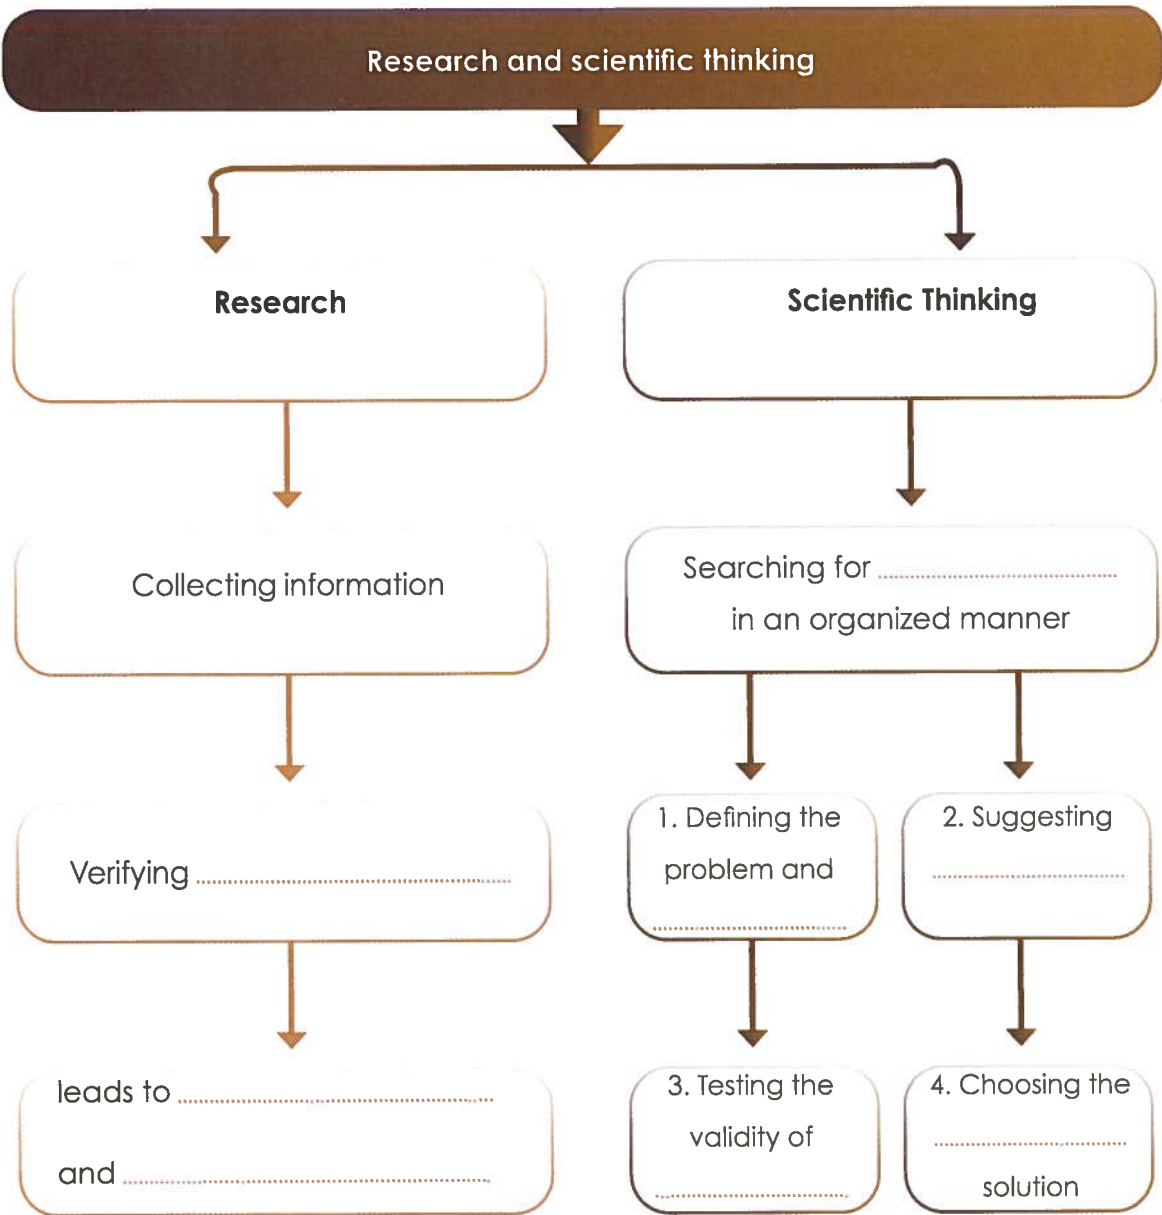 Research and scientific thinking
Research
Scientific Thinking
Collecting information
Searching for ................................
in an organized manner
Verifying ................................
1. Defining the
problem and
................................
2. Suggesting
................................
leads to ................................
and ................................
3. Testing the
validity of
................................
4. Choosing the
................................
solution